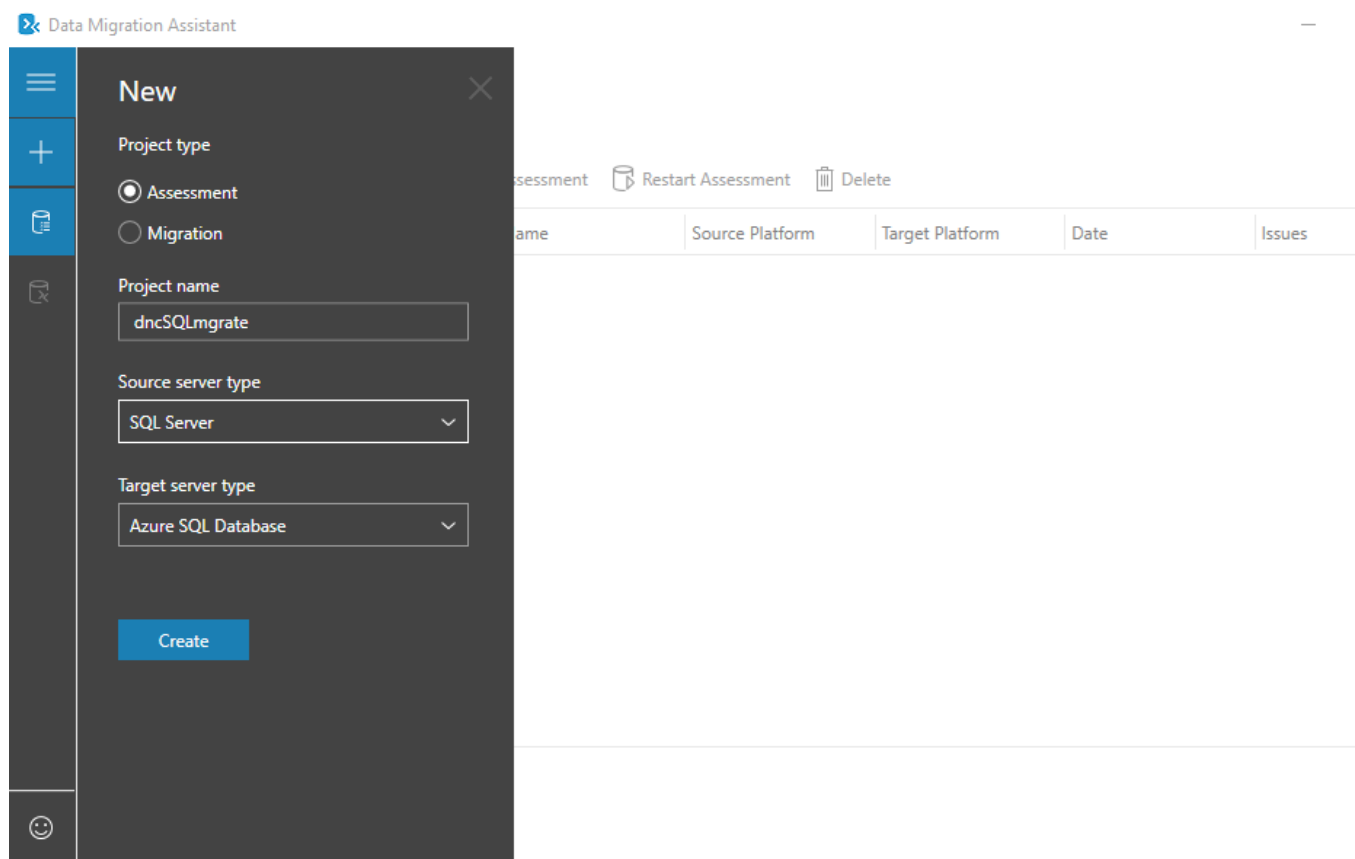 Data Migration Assistant
New
Project type
Assessment
Migration
Project name
dncSQLmgrate
Source server type
SQL Server
Target server type
Azure SQL Database
Create
ssessment Restart Assessment Delete
ame Source Platform Target Platform Date Issues